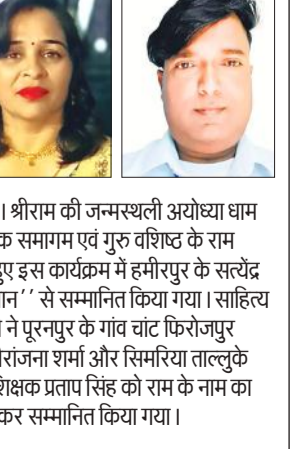 । श्रीराम की जन्मस्थली अयोध्या धाम
क समागम एवं गुरु वशिष्ठ के राम
हुए इस कार्यक्रम में हमीरपुर के सत्येंद्र
ान'' से सम्मानित किया गया। साहित्य
ने पूरनपुर के गांव चांट फिरोजपुर
ीरांजना शर्मा और सिमरिया ताल्लुके
शिक्षक प्रताप सिंह को राम के नाम का
कर सम्मानित किया गया।